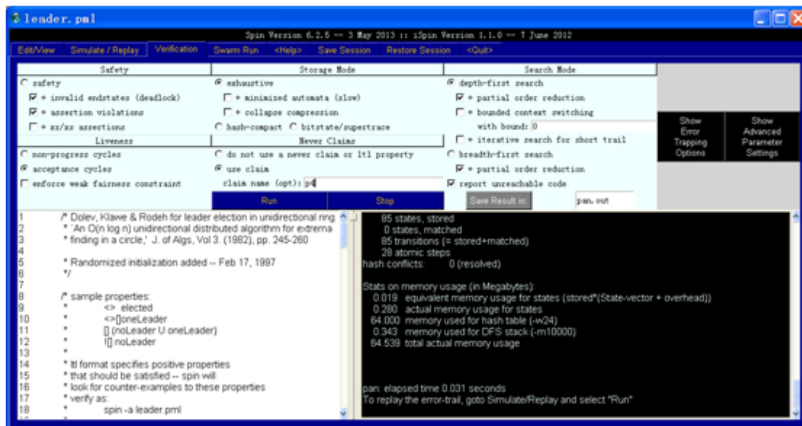 leader.pml
Spin Version 6.2.5 -- 3 May 2013 :: iSpin Version 1.1.0 -- 7 June 2012
Edit/View Simulate / Replay Verification Swarm Run <Help> Save Session Restore Session <Quit>
Safety Storage Mode Search Mode
safety exhaustive depth-first search
+ invalid endstates (deadlock) + minimized automata (slow) + partial order reduction
+ assertion violations + collapse compression + bounded context switching
+ xr/xs assertions hash-compact bitstate/supertrace with bound: 0
Liveness Never Claims + iterative search for short trail
non-progress cycles do not use a never claim or ltl property breadth-first search
acceptance cycles use claim + partial order reduction
enforce weak fairness constraint claim name (opt): p4 report unreachable code
Show Error Trapping Options
Show Advanced Parameter Settings
Run Stop Save Result in: pan.out
1 /* Dolev, Klawe & Rodeh for leader election in unidirectional ring
2 * `An O(n log n) unidirectional distributed algorithm for extrema
3 * finding in a circle,' J. of Algs, Vol 3. (1982), pp. 245-260
4
5 * Randomized initialization added -- Feb 17, 1997
6 */
7
8 /* sample properties:
9 * <> elected
10 * <>[]oneLeader
11 * [] (noLeader U oneLeader)
12 * ![] noLeader
13 *
14 * ltl format specifies positive properties
15 * that should be satisfied -- spin will
16 * look for counter-examples to these properties
17 * verify as:
18 * spin -a leader.pml
85 states, stored
0 states, matched
85 transitions (= stored+matched)
28 atomic steps
hash conflicts: 0 (resolved)
Stats on memory usage (in Megabytes):
0.019 equivalent memory usage for states (stored*(State-vector + overhead))
0.280 actual memory usage for states
64.000 memory used for hash table (-w24)
0.343 memory used for DFS stack (-m10000)
64.539 total actual memory usage
pan: elapsed time 0.031 seconds
To replay the error-trail, goto Simulate/Replay and select "Run"